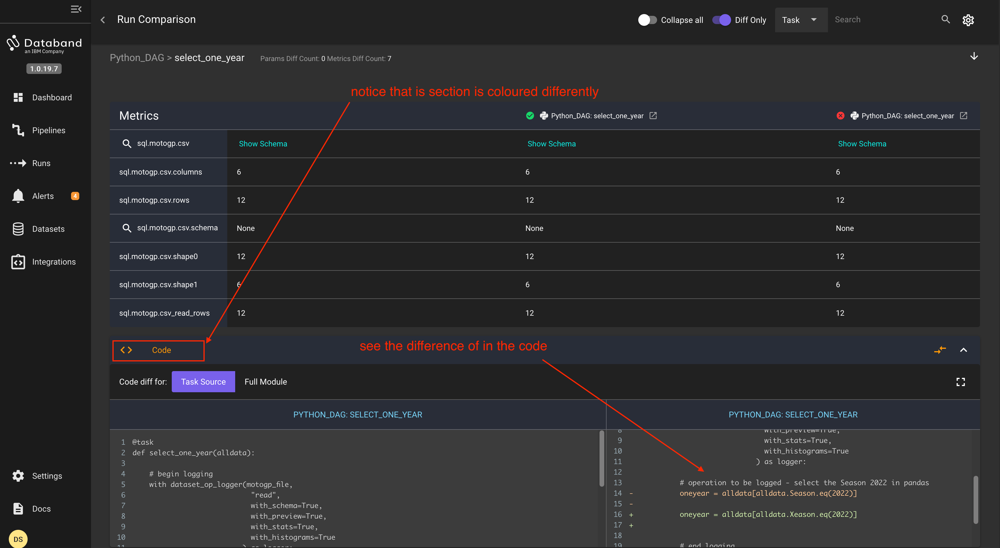 Run Comparison
Collapse all
Diff Only
Task
Search
Databand
an IBM Company
1.0.19.7
Dashboard
Pipelines
Runs
Alerts
4
Datasets
Integrations
Settings
Docs
DS
Python_DAG > select_one_year
Params Diff Count: 0 Metrics Diff Count: 7
notice that is section is coloured differently
Metrics
Python_DAG: select_one_year
Python_DAG: select_one_year
sql.motogp.csv Show Schema Show Schema Show Schema
sql.motogp.csv.columns 6 6 6
sql.motogp.csv.rows 12 12 12
sql.motogp.csv.schema None None None
sql.motogp.csv.shape0 12 12 12
sql.motogp.csv.shape1 6 6 6
sql.motogp.csv_read_rows 12 12 12
<> Code
see the difference of in the code
Code diff for: Task Source Full Module
PYTHON_DAG: SELECT_ONE_YEAR
1 @task
2 def select_one_year(alldata):
3
4 # begin logging
5 with dataset_op_logger(motogp_file,
6 "read",
7 with_schema=True,
8 with_preview=True,
9 with_stats=True,
10 with_histograms=True
11 ) as logger:
PYTHON_DAG: SELECT_ONE_YEAR
8 with_preview=True,
9 with_stats=True,
10 with_histograms=True
11 ) as logger:
12
13 # operation to be logged - select the Season 2022 in pandas
14 - oneyear = alldata[alldata.Season.eq(2022)]
15 -
16 + oneyear = alldata[alldata.Xeason.eq(2022)]
17 +
18
19 # end logging